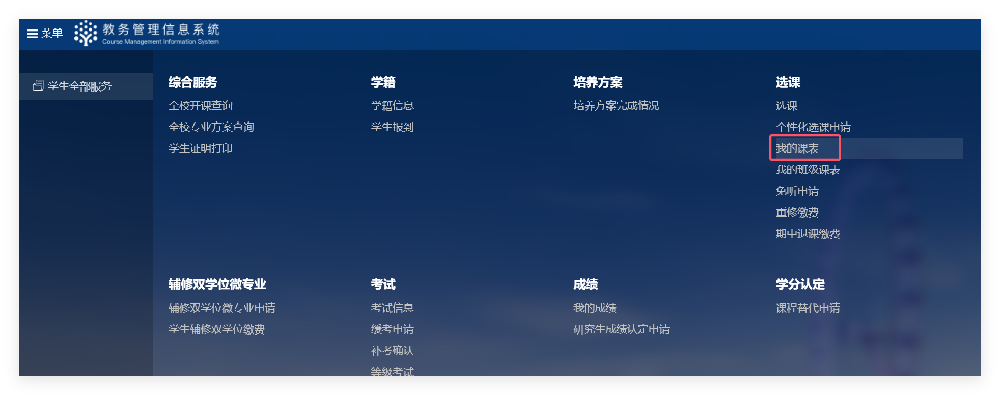 菜单
教务管理信息系统
Course Management Information System
学生全部服务
综合服务
全校开课查询
全校专业方案查询
学生证明打印
学籍
学籍信息
学生报到
培养方案
培养方案完成情况
选课
选课
个性化选课申请
我的课表
我的班级课表
免听申请
重修缴费
期中退课缴费
辅修双学位微专业
辅修双学位微专业申请
学生辅修双学位缴费
考试
考试信息
缓考申请
补考确认
等级考试
成绩
我的成绩
研究生成绩认定申请
学分认定
课程替代申请